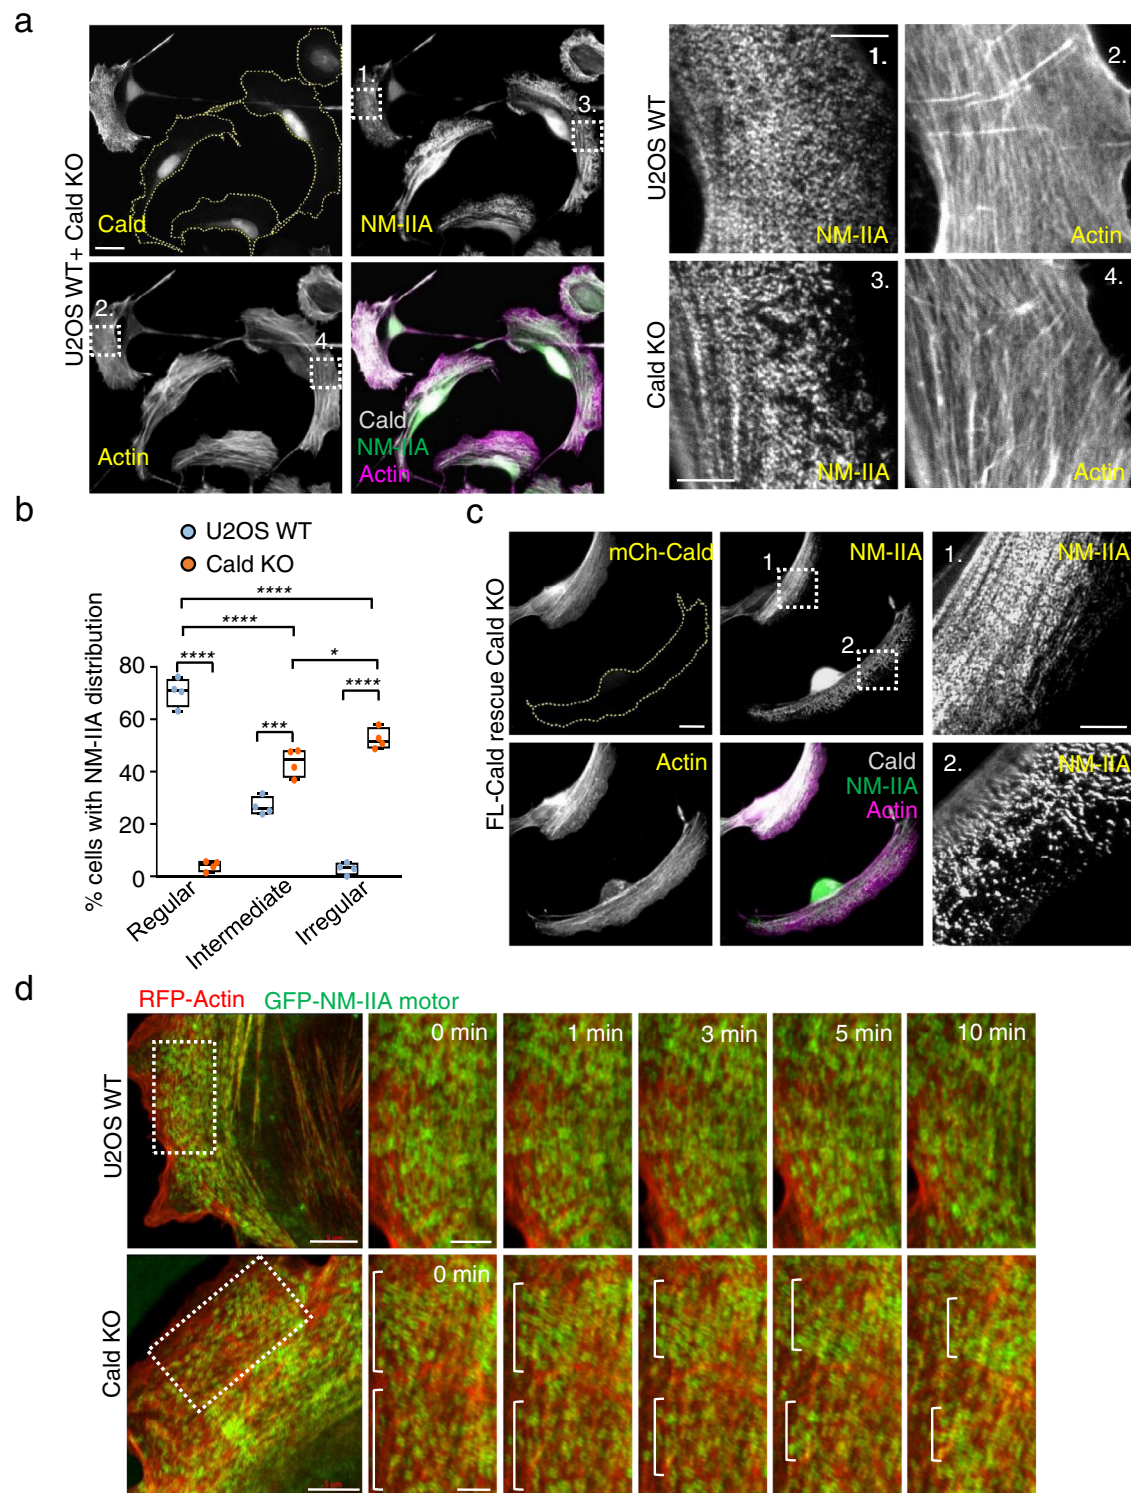 a
U2OS WT+ Cald KO
Cald
1.
3.
NM-IIA
2.
4.
Actin
Cald
NM-IIA
Actin
U2OS WT
1.
NM-IIA
2.
Actin
Cald KO
3.
NM-IIA
4.
Actin
b
U2OS WT
Cald KO
% cells with NM-IIA distribution
****
****
*
****
***
****
80
60
40
20
0
Regular
Intermediate
Irregular
c
FL-Cald rescue Cald KO
mCh-Cald
NM-IIA
1
2
1.
NM-IIA
Actin
Cald
NM-IIA
Actin
2.
NM-IIA
d
RFP-Actin GFP-NM-IIA motor
U2OS WT
0 min
1 min
3 min
5 min
10 min
Cald KO
0 min